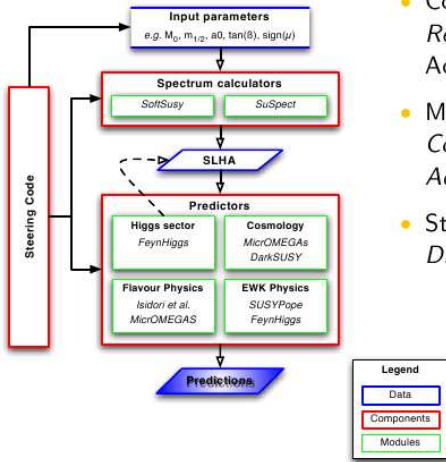 Input parameters
e.g. M0, m1/2, a0, tan(ß), sign(μ)
Spectrum calculators
SoftSusy
SuSpect
SLHA
Steering Code
Predictors
Higgs sector
FeynHiggs
Cosmology
MicrOMEGAs
DarkSUSY
Flavour Physics
Isidori et al.
MicrOMEGAS
EWK Physics
SUSYPope
FeynHiggs
Predictions
Legend
Data
Components
Modules